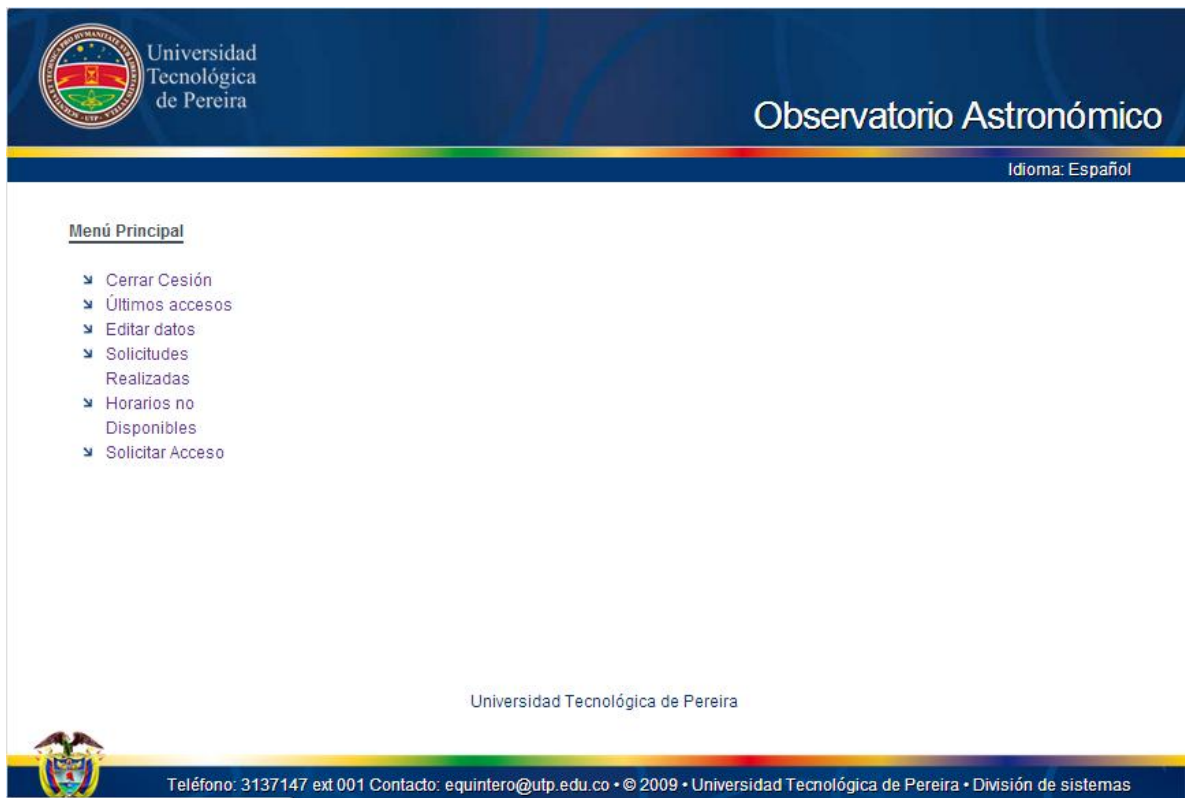 Universidad
Tecnológica
de Pereira
Observatorio Astronómico
Idioma: Español
Menú Principal
Cerrar Cesión
Últimos accesos
Editar datos
Solicitudes
Realizadas
Horarios no
Disponibles
Solicitar Acceso
Universidad Tecnológica de Pereira
Teléfono: 3137147 ext 001 Contacto: equintero@utp.edu.co • © 2009 • Universidad Tecnológica de Pereira • División de sistemas